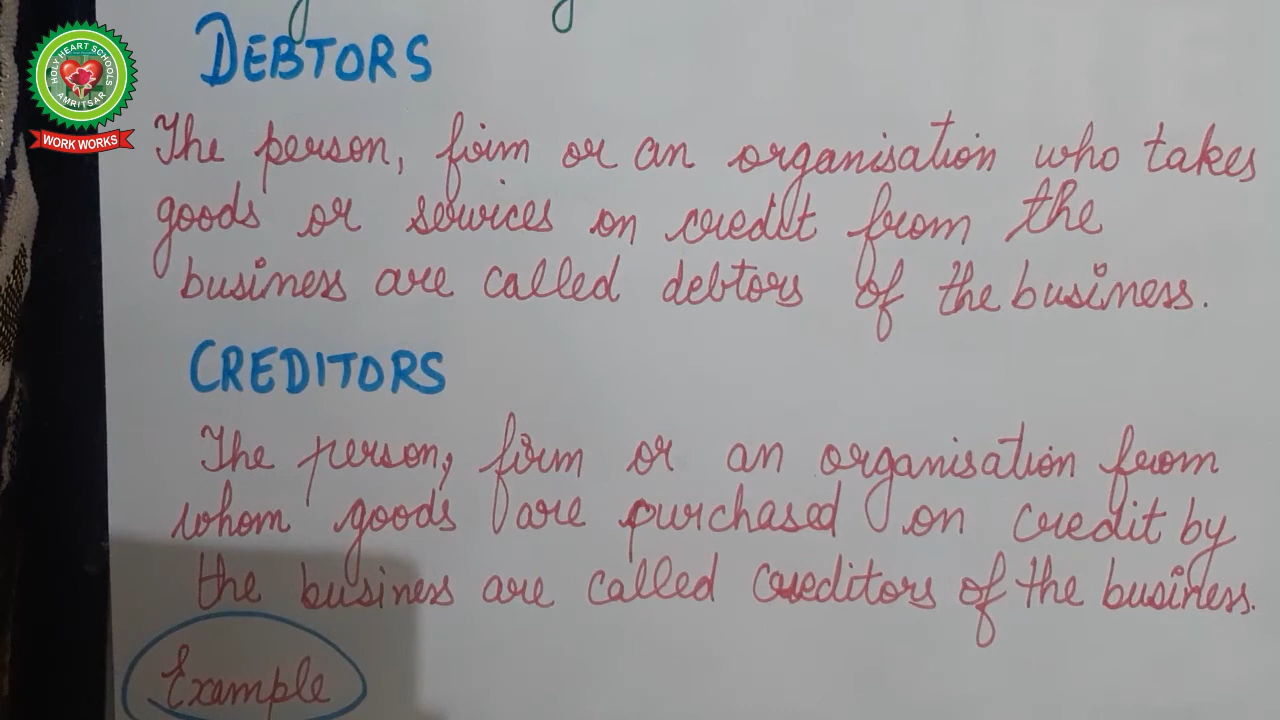 HOLY HEART SCHOOLS
AMRITSAR
WORK WORKS
DEBTORS
The person, firm or an organisation who takes
goods or services on credit from the
business are called debtors of the business.
CREDITORS
The person, firm or an organisation from
whom goods are purchased on credit by
the business are called creditors of the business.
Example